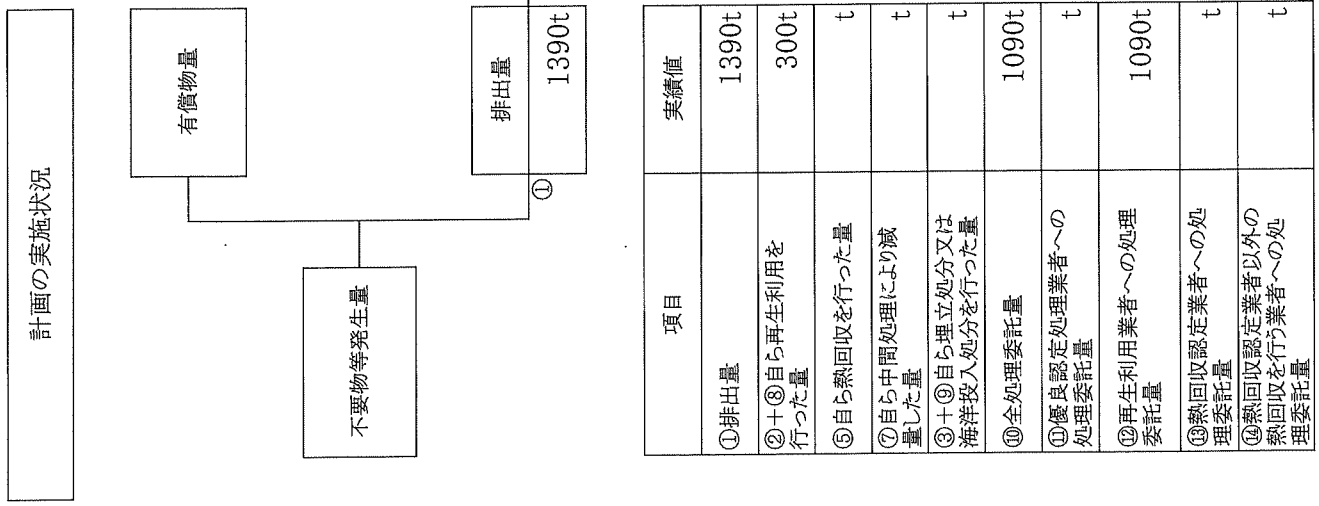 計画の実施状況
有償物量
不要物等発生量
排出量
①
1390t
項目
実績値
①排出量
1390t
②+⑧自ら再生利用を
行った量
300t
⑤自ら熱回収を行った量
t
⑦自ら中間処理により減
量した量
t
③+⑨自ら埋立処分又は
海洋投入処分を行った量
t
⑩全処理委託量
1090t
⑪優良認定処理業者への
処理委託量
t
⑫再生利用業者への処理
委託量
1090t
⑬熱回収認定業者への処
理委託量
t
⑭熱回収認定業者以外の
熱回収を行う業者への処
理委託量
t